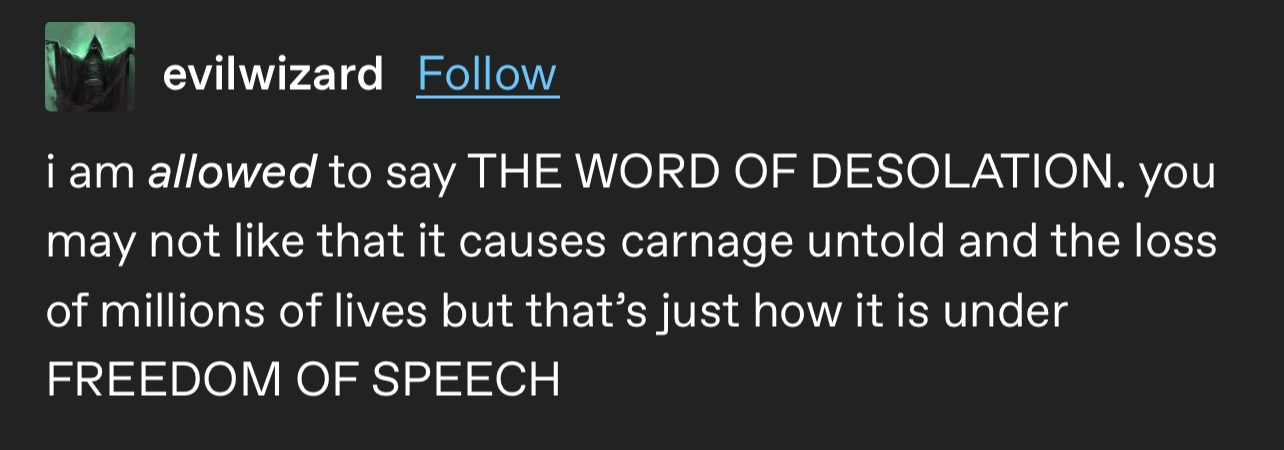 evilwizard Follow
i am allowed to say THE WORD OF DESOLATION. you
may not like that it causes carnage untold and the loss
of millions of lives but that’s just how it is under
FREEDOM OF SPEECH